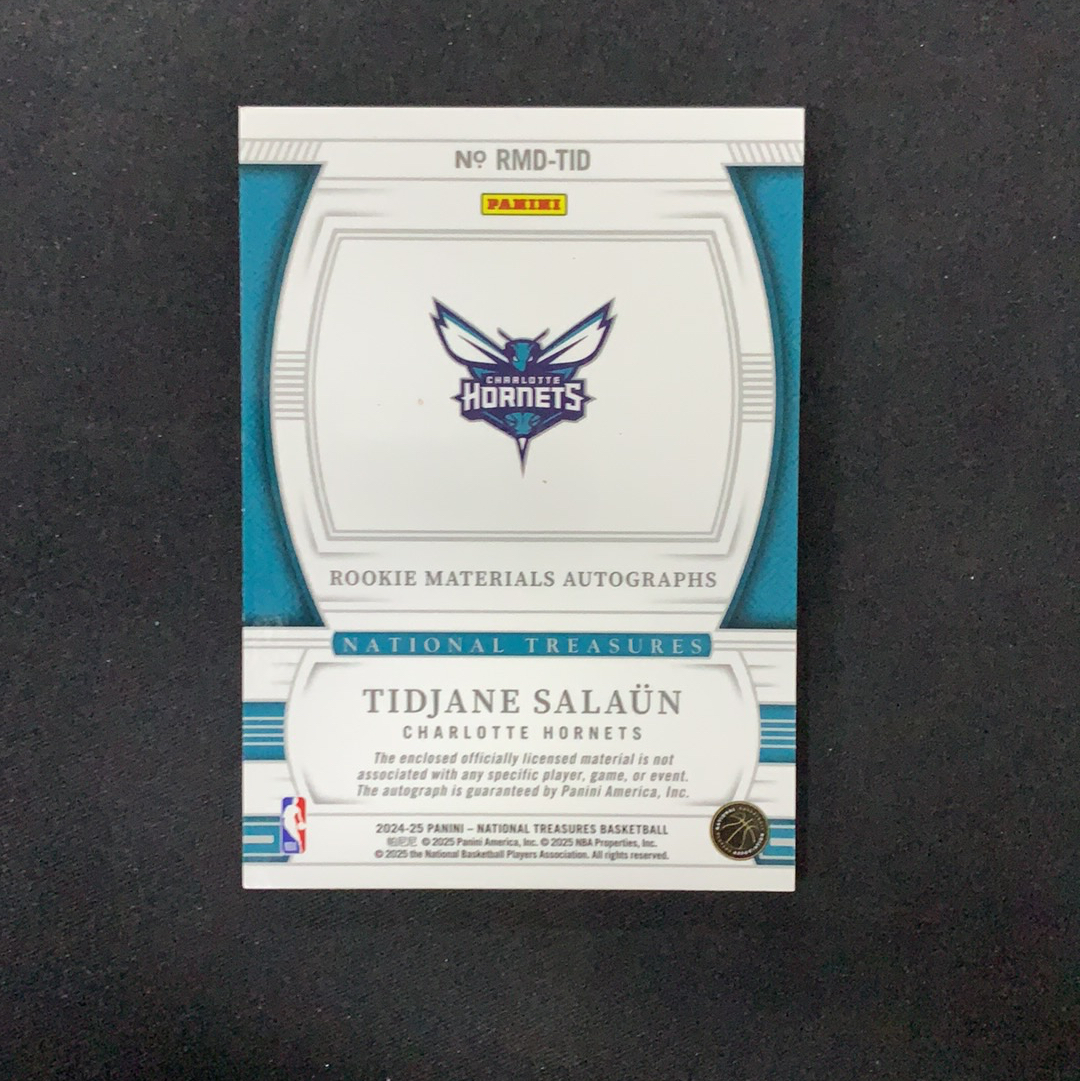 Nº RMD-TID
PANINI
CHARLOTTE
HORNETS
ROOKIE MATERIALS AUTOGRAPHS
NATIONAL TREASURES
TIDJANE SALAÜN
CHARLOTTE HORNETS
The enclosed officially licensed material is not
associated with any specific player, game, or event.
The autograph is guaranteed by Panini America, Inc.
2024-25 PANINI – NATIONAL TREASURES BASKETBALL
帕尼尼 © 2025 Panini America, Inc. © 2025 NBA Properties, Inc.
© 2025 the National Basketball Players Association. All rights reserved.